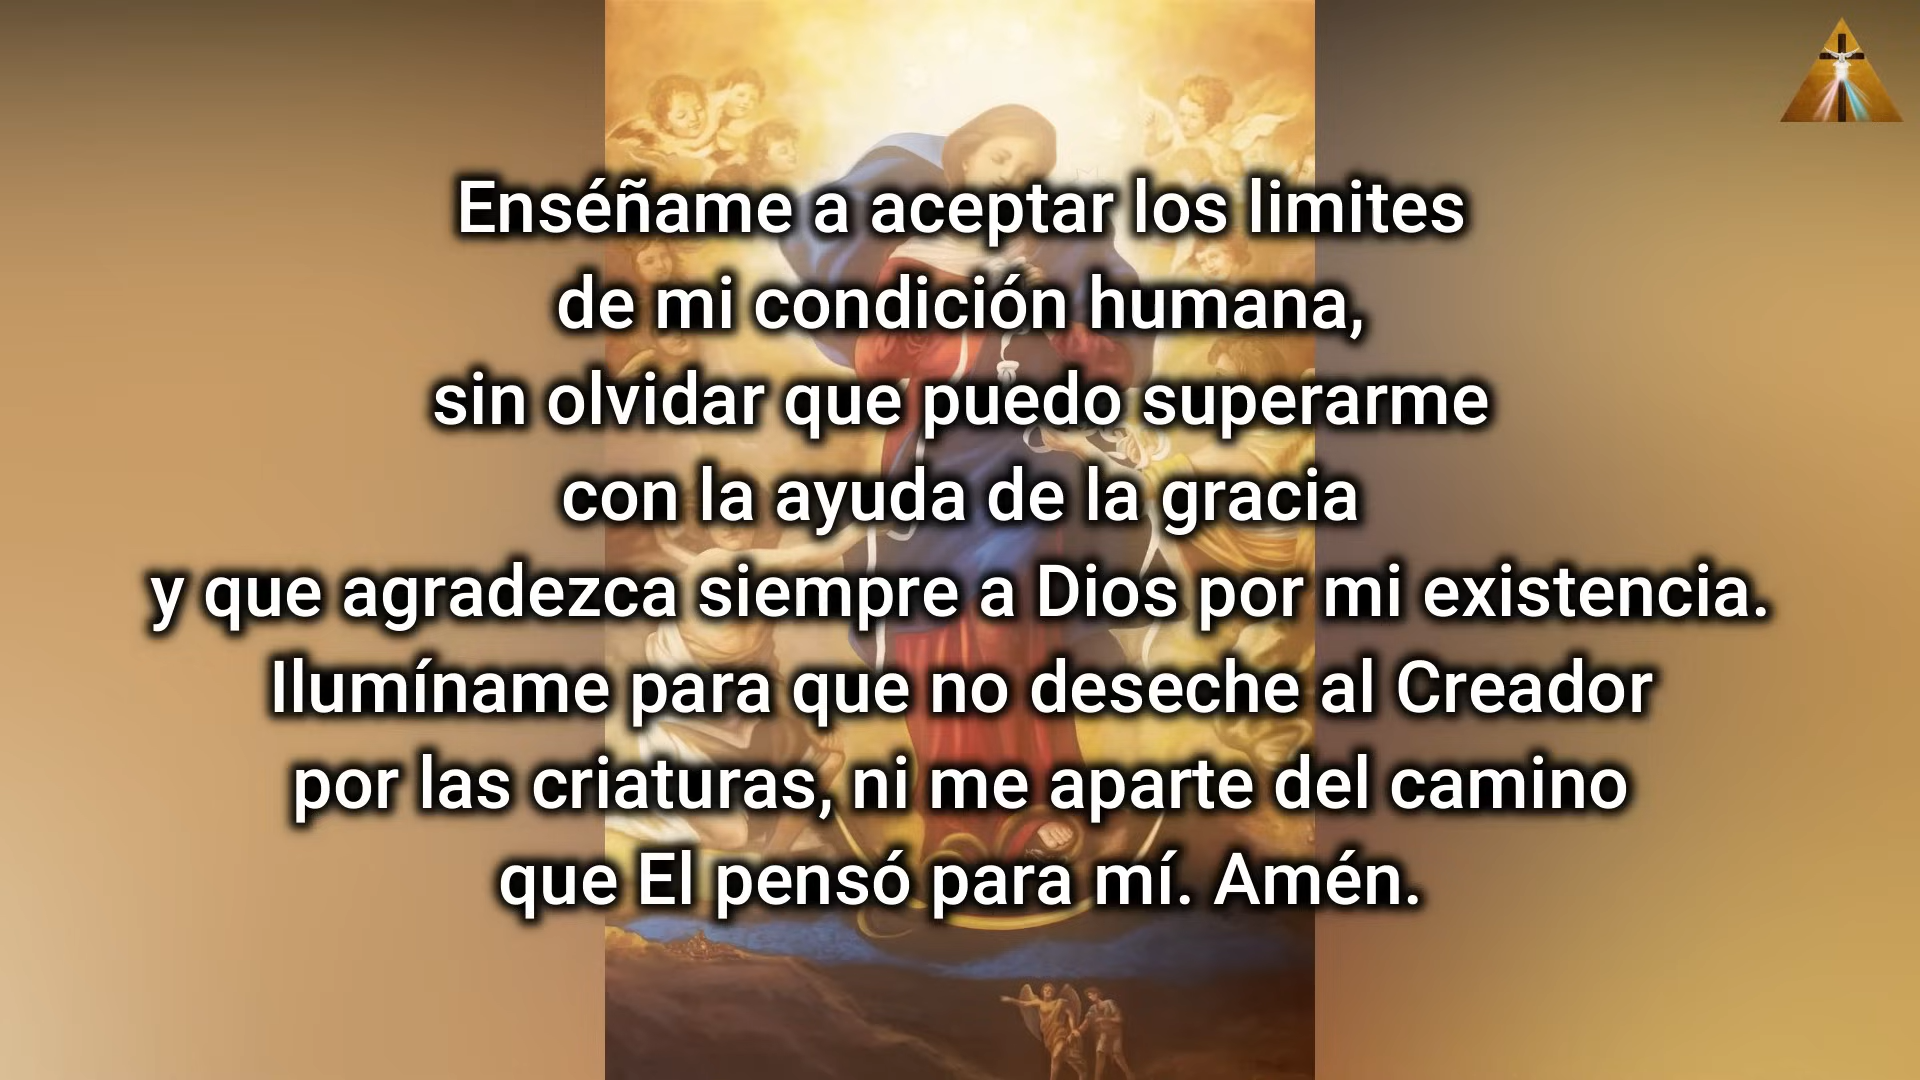 Enséñame a aceptar los limites
de mi condición humana,
sin olvidar que puedo superarme
con la ayuda de la gracia
y que agradezca siempre a Dios por mi existencia.
Ilumíname para que no deseche al Creador
por las criaturas, ni me aparte del camino
que El pensó para mí. Amén.